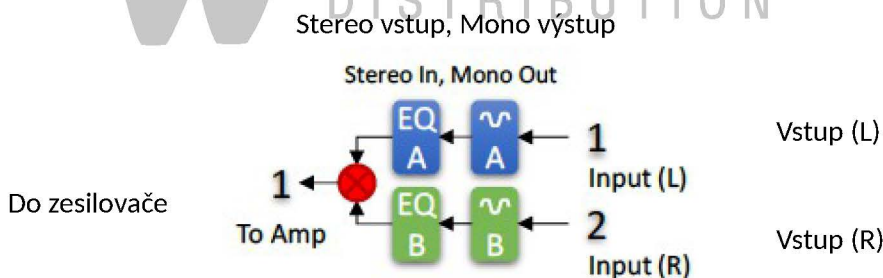 DISTRIBUTION
Stereo vstup, Mono výstup
Stereo In, Mono Out
EQ
A
A
1
Vstup (L)
Input (L)
1
Do zesilovače
To Amp
EQ
B
B
2
Vstup (R)
Input (R)